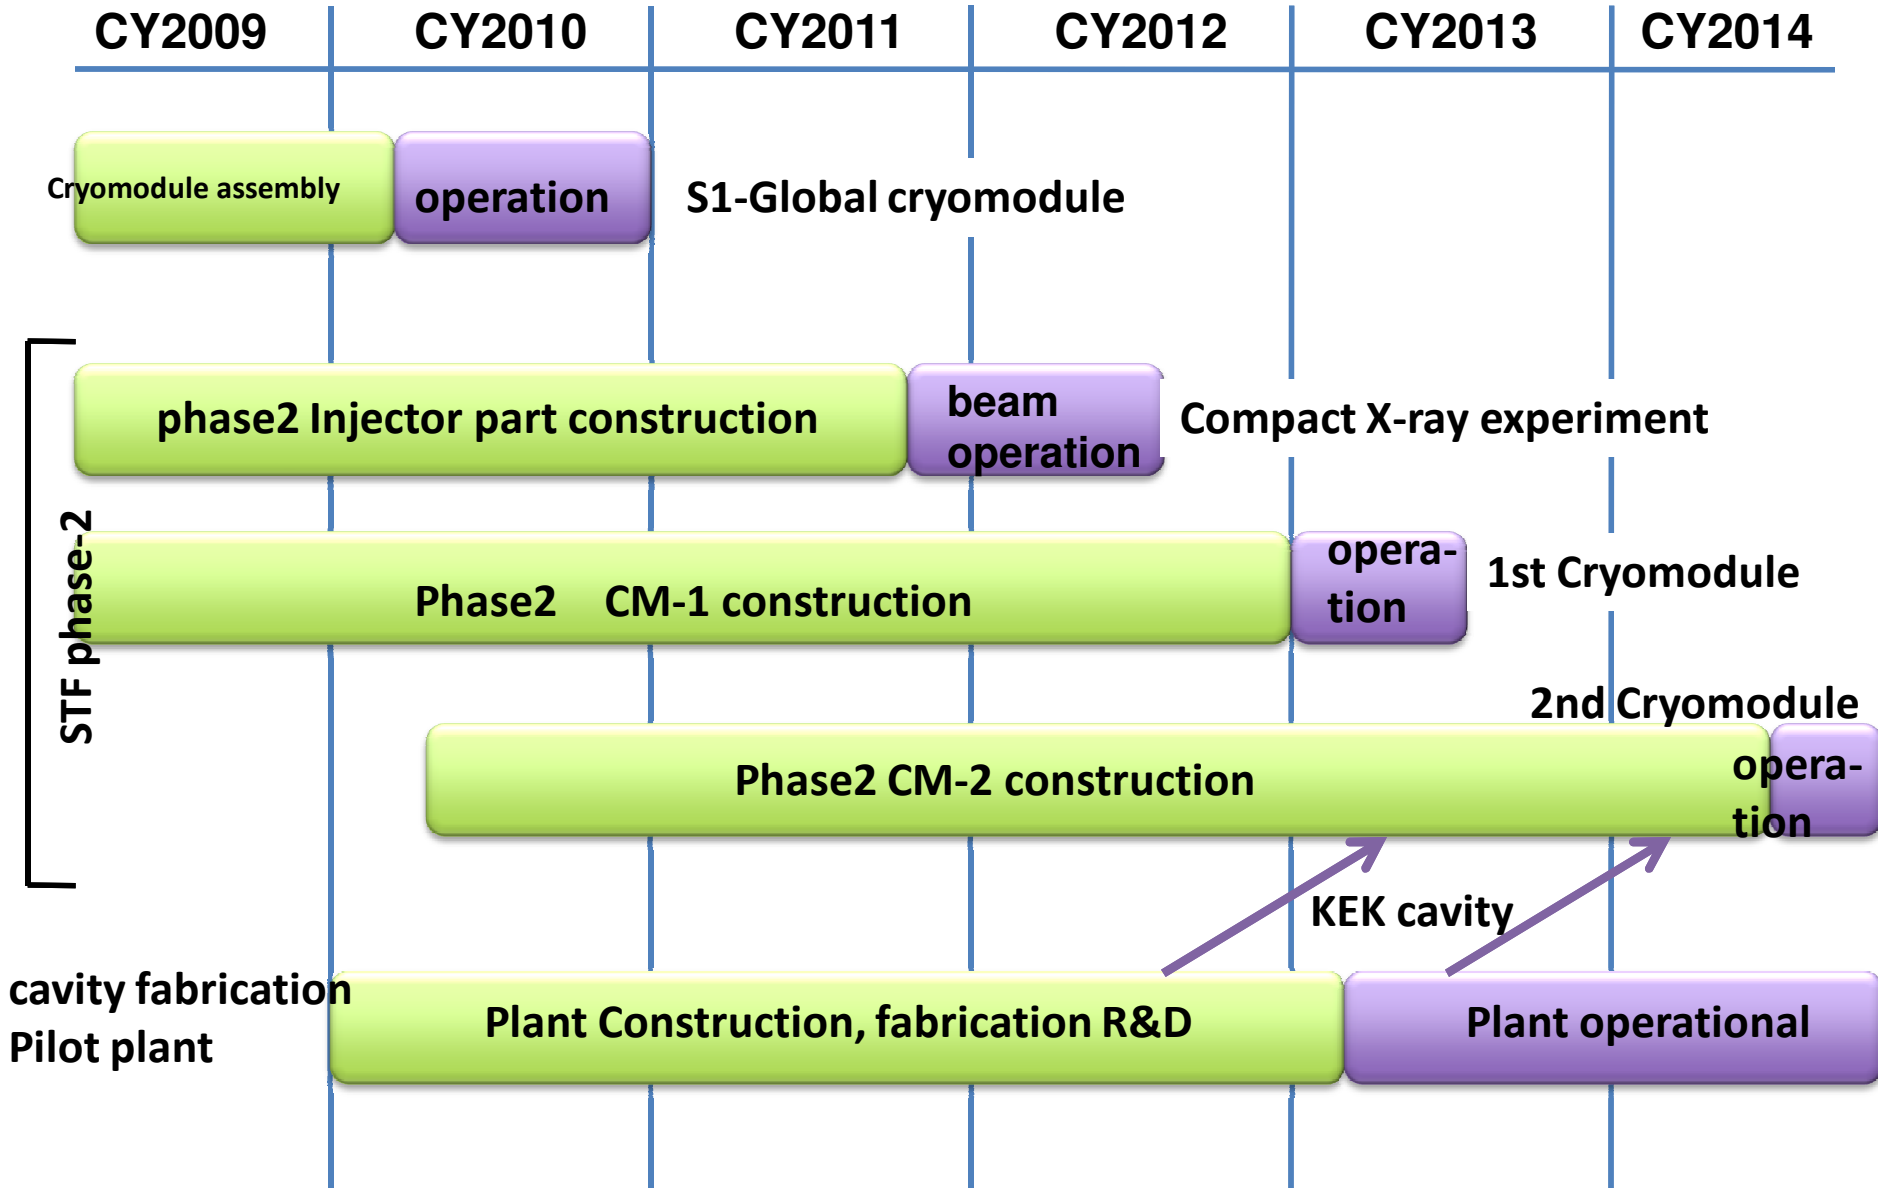 CY2009 CY2010 CY2011 CY2012 CY2013 CY2014
Cryomodule assembly
operation
S1-Global cryomodule
STF phase-2
phase2 Injector part construction
beam
operation
Compact X-ray experiment
Phase2 CM-1 construction
opera-
tion
1st Cryomodule
2nd Cryomodule
Phase2 CM-2 construction
opera-
tion
KEK cavity
cavity fabrication
Pilot plant
Plant Construction, fabrication R&D
Plant operational